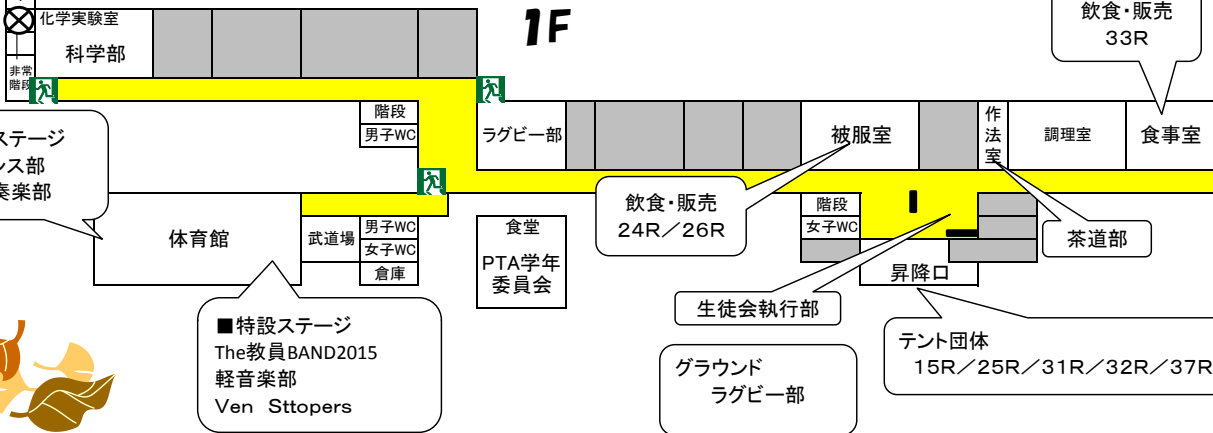 1F
化学実験室
科学部
非常
階段
飲食・販売
33R
階段
男子WC
ラグビー部
被服室
作法室
調理室
食事室
ステージ
奏楽部
飲食・販売
24R／26R
階段
女子WC
茶道部
体育館
武道場
男子WC
女子WC
倉庫
食堂
PTA学年
委員会
昇降口
生徒会執行部
■特設ステージ
The教員BAND2015
軽音楽部
Ven Sttopers
グラウンド
ラグビー部
テント団体
15R／25R／31R／32R／37R